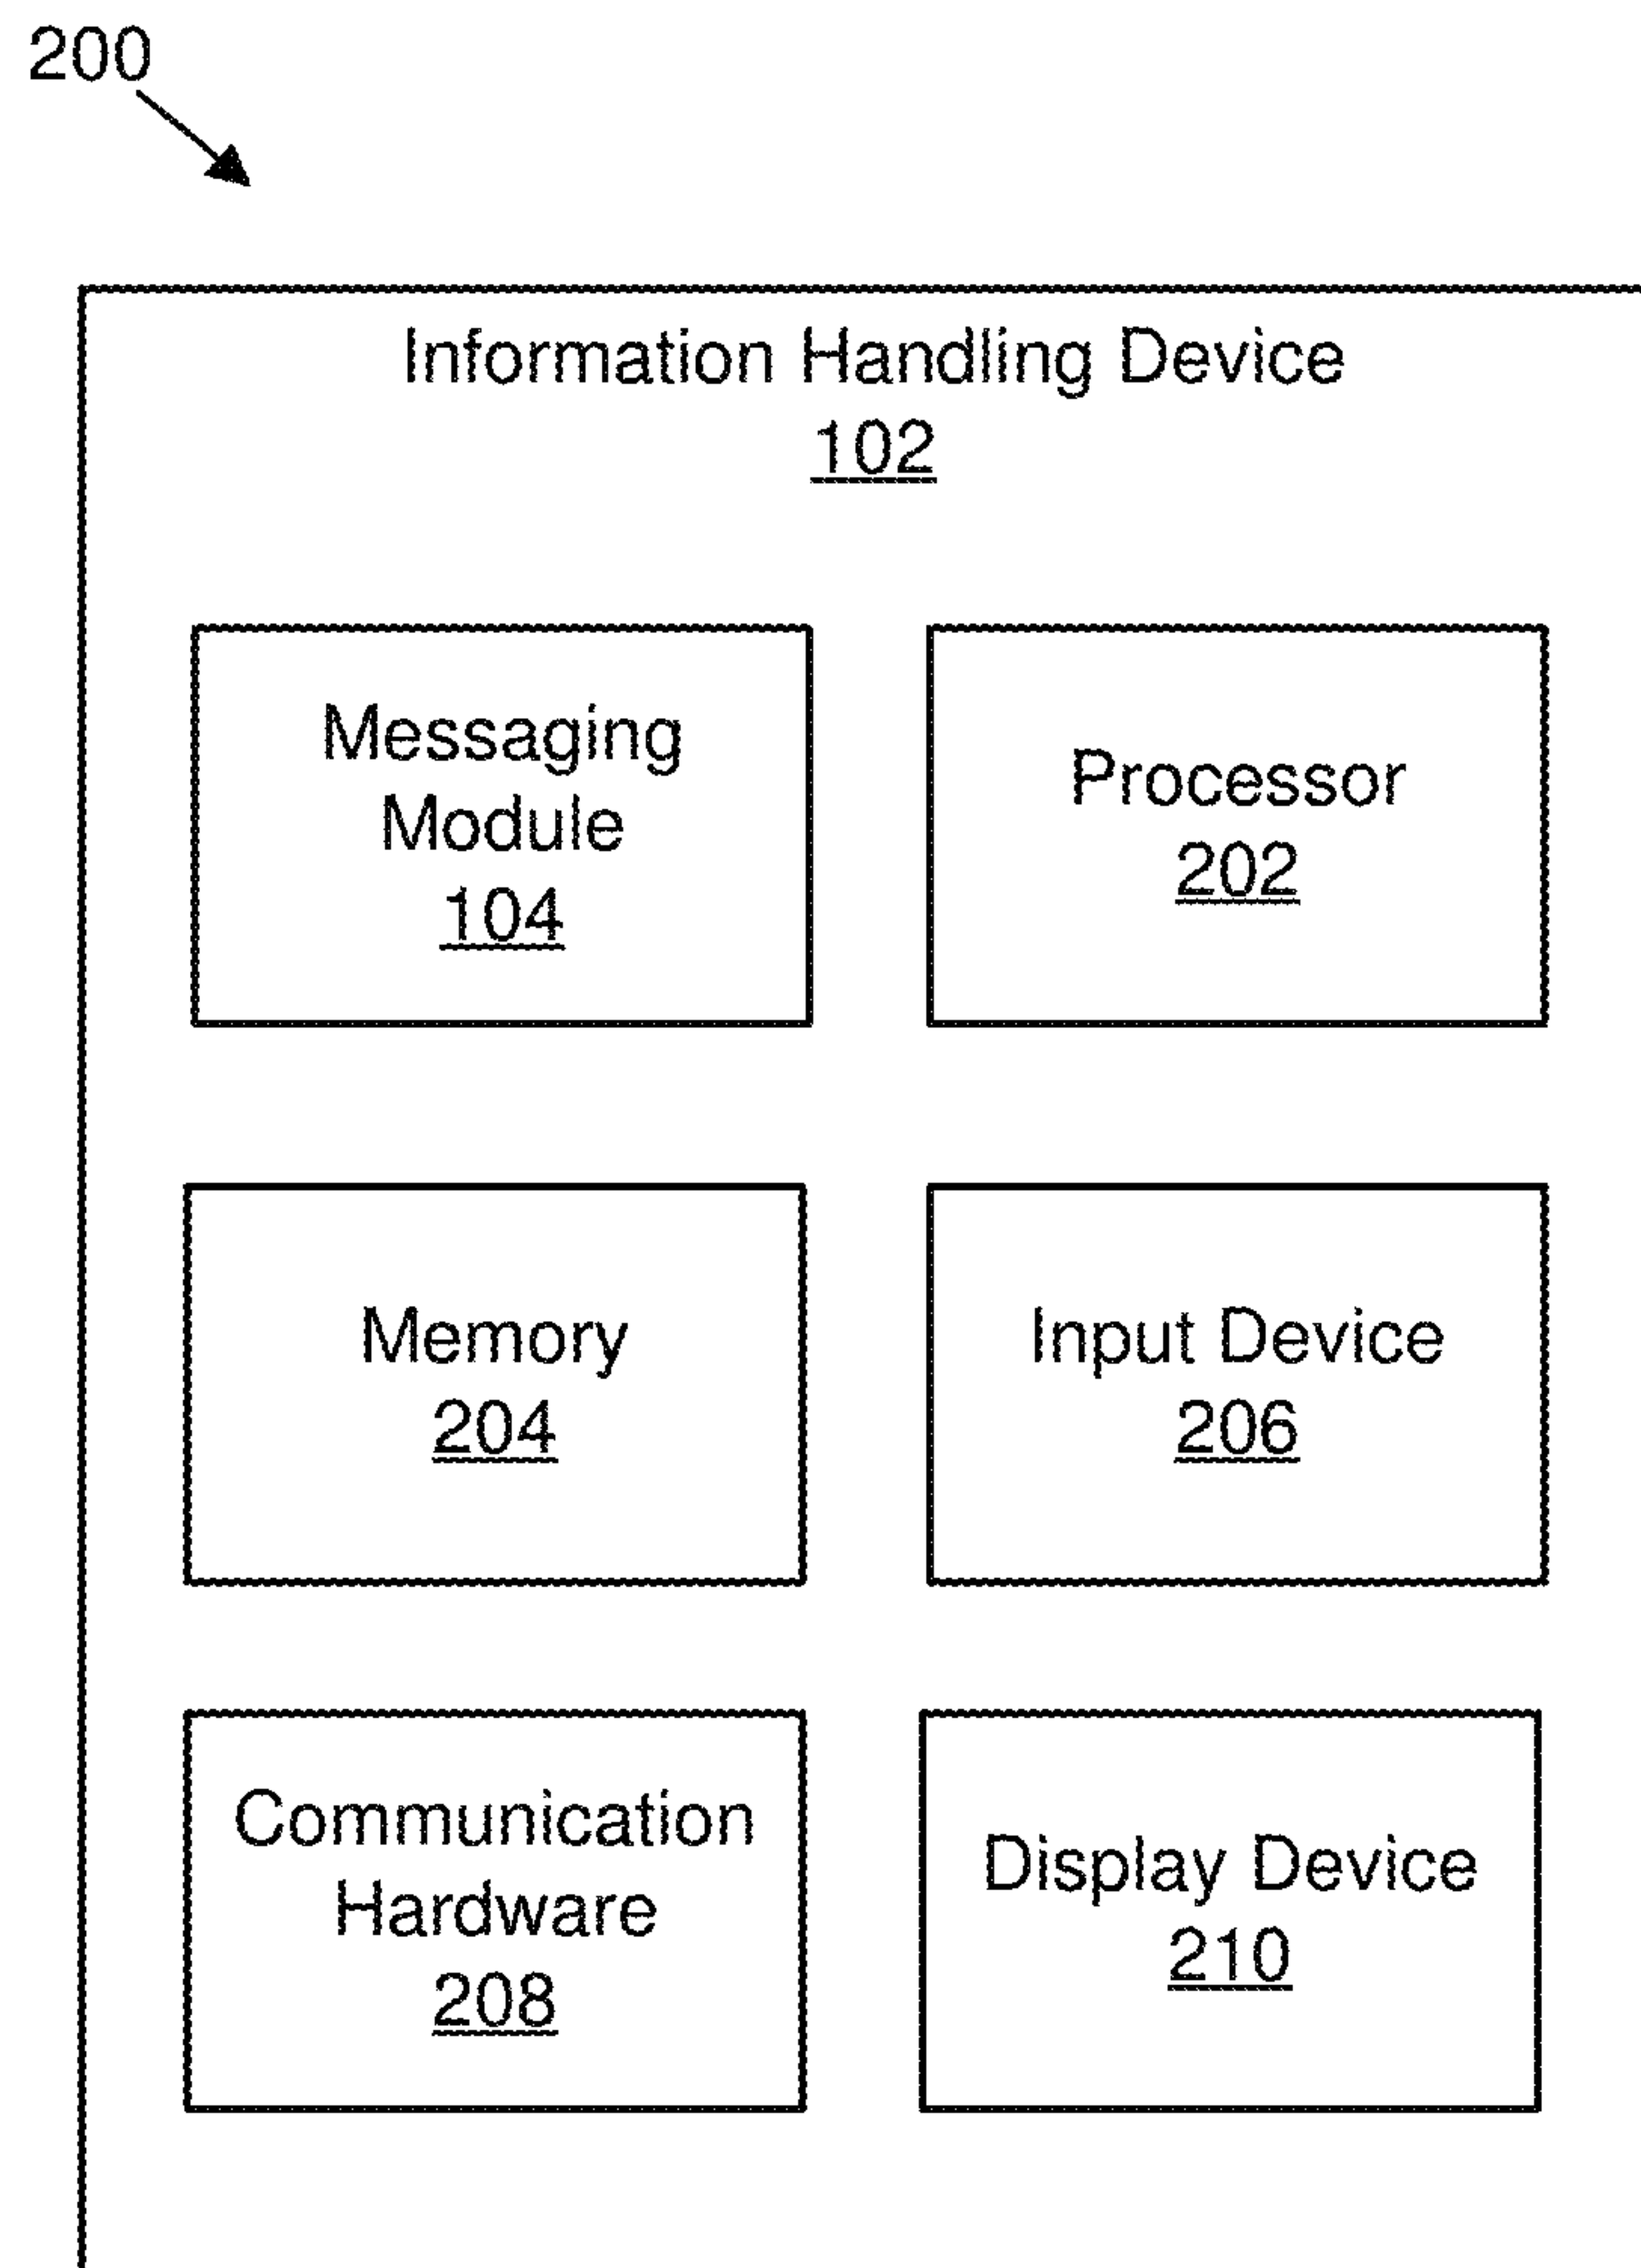 200
Information Handling Device
102
Messaging
Module
104
Processor
202
Memory
204
Input Device
206
Communication
Hardware
208
Display Device
210